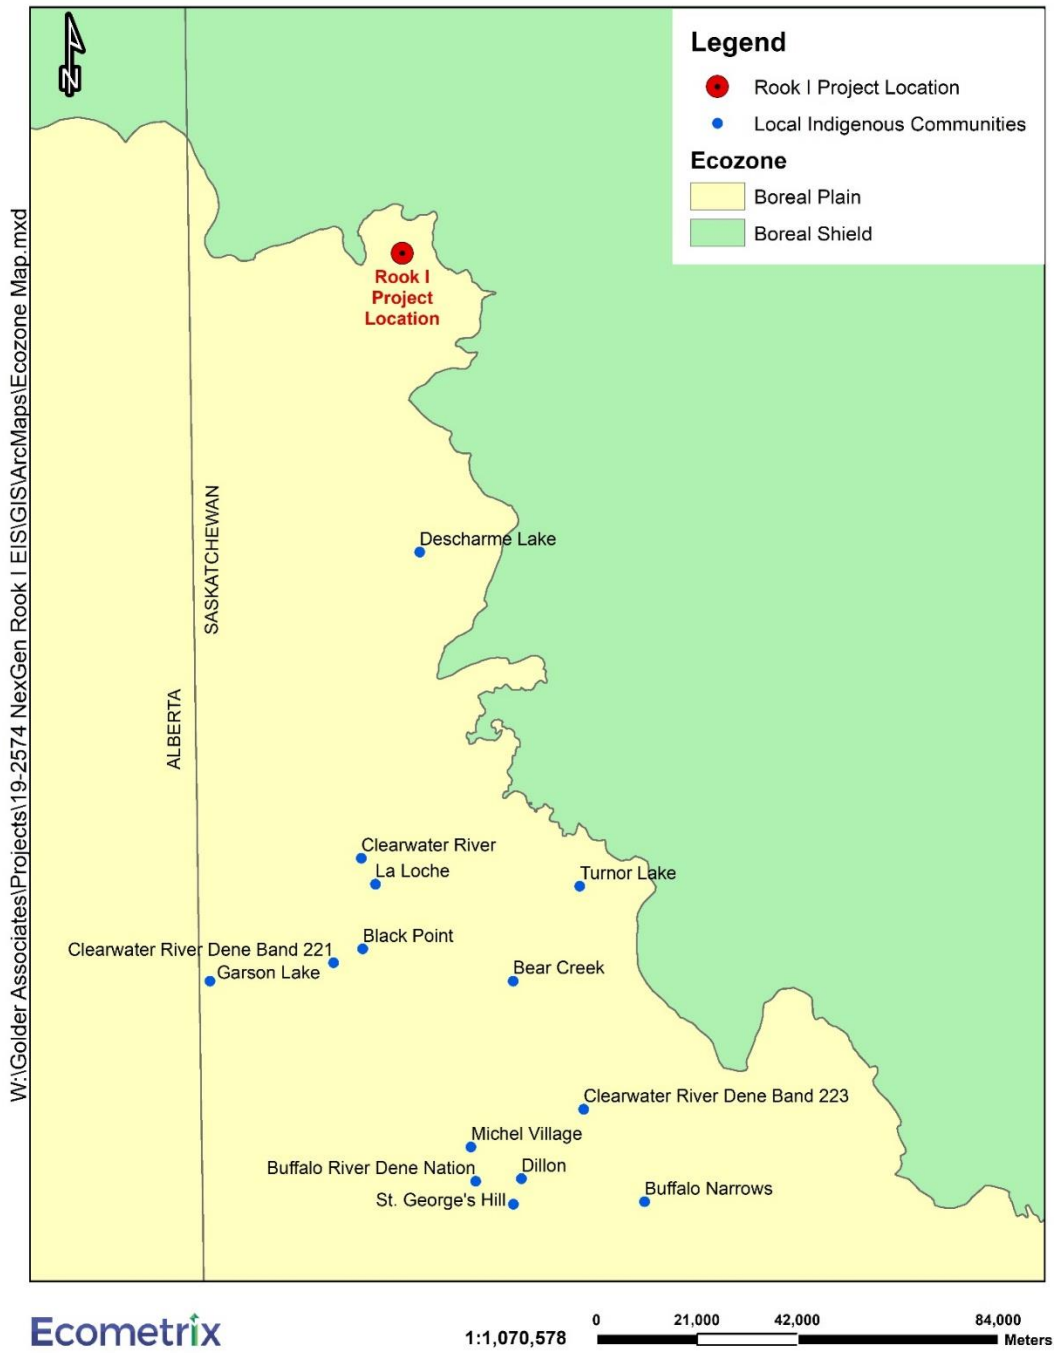 N
Legend
Rook I Project Location
Local Indigenous Communities
Ecozone
Boreal Plain
Boreal Shield
W:\Golder Associates\Projects\19-2574 NexGen Rook I EIS\GIS\ArcMaps\Ecozone Map.mxd
Rook I
Project
Location
SASKATCHEWAN
ALBERTA
Descharme Lake
Clearwater River
La Loche
Turnor Lake
Black Point
Clearwater River Dene Band 221
Garson Lake
Bear Creek
Clearwater River Dene Band 223
Michel Village
Buffalo River Dene Nation
Dillon
St. George's Hill
Buffalo Narrows
Ecometrix
1:1,070,578
0 21,000 42,000 84,000
Meters